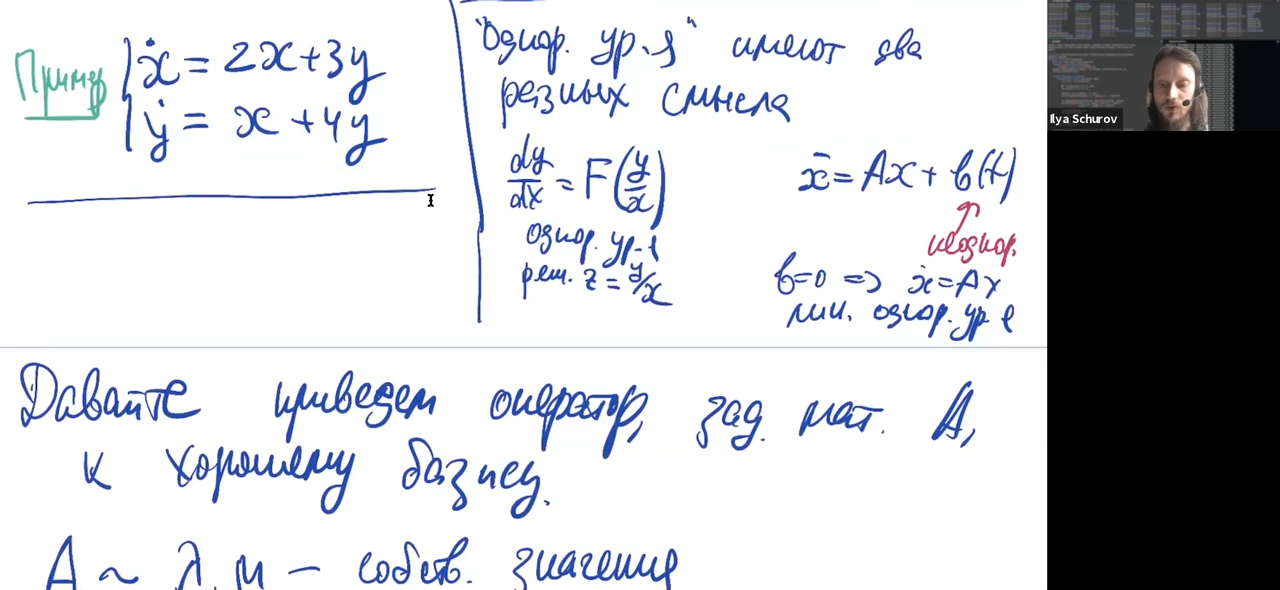 Пример
ẋ = 2x+3y
ẏ = x+4y
"Однор. ур-я" имеют два
разных смысла
dy/dx = F(y/x)
однор. ур-е
реш. z = y/x
ẋ = Ax + b(t)
неоднор.
b=0 => ẋ=Ax
лин. однор. ур-е
Давайте приведем оператор, зад. мат. A,
к хорошему базису.
A ~ λ, μ — собств. значения
Ilya Schurov